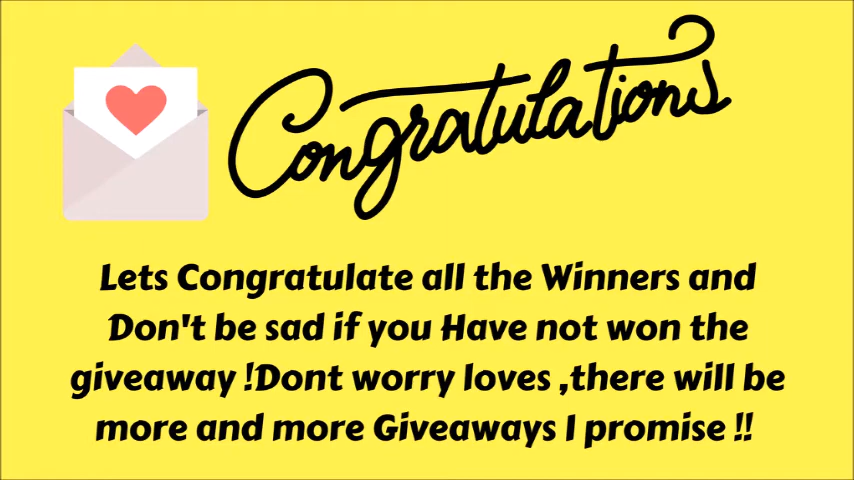 Congratulations
Lets Congratulate all the Winners and
Don't be sad if you Have not won the
giveaway !Dont worry loves ,there will be
more and more Giveaways I promise !!